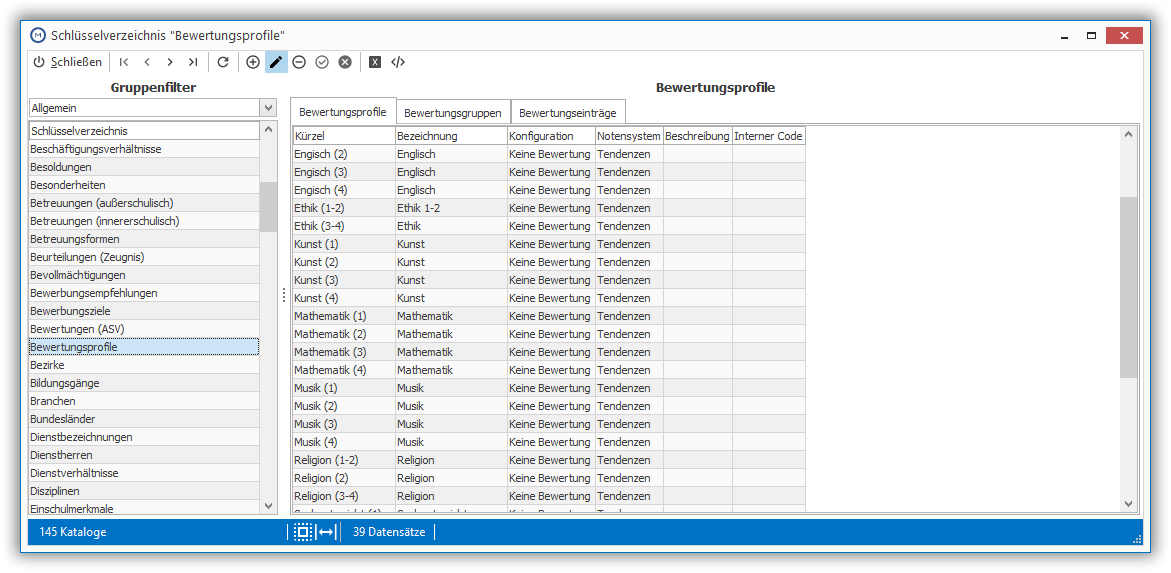 Schlüsselverzeichnis "Bewertungsprofile"
Schließen
Gruppenfilter
Allgemein
Schlüsselverzeichnis
Beschäftigungsverhältnisse
Besoldungen
Besonderheiten
Betreuungen (außerschulisch)
Betreuungen (innererschulisch)
Betreuungsformen
Beurteilungen (Zeugnis)
Bevollmächtigungen
Bewerbungsempfehlungen
Bewerbungsziele
Bewertungen (ASV)
Bewertungsprofile
Bezirke
Bildungsgänge
Branchen
Bundesländer
Dienstbezeichnungen
Dienstherren
Dienstverhältnisse
Disziplinen
Einschulmerkmale
Bewertungsprofile
Bewertungsprofile Bewertungsgruppen Bewertungseinträge
Kürzel Bezeichnung Konfiguration Notensystem Beschreibung Interner Code
Engisch (2) Englisch Keine Bewertung Tendenzen
Engisch (3) Englisch Keine Bewertung Tendenzen
Engisch (4) Englisch Keine Bewertung Tendenzen
Ethik (1-2) Ethik 1-2 Keine Bewertung Tendenzen
Ethik (3-4) Ethik Keine Bewertung Tendenzen
Kunst (1) Kunst Keine Bewertung Tendenzen
Kunst (2) Kunst Keine Bewertung Tendenzen
Kunst (3) Kunst Keine Bewertung Tendenzen
Kunst (4) Kunst Keine Bewertung Tendenzen
Mathematik (1) Mathematik Keine Bewertung Tendenzen
Mathematik (2) Mathematik Keine Bewertung Tendenzen
Mathematik (3) Mathematik Keine Bewertung Tendenzen
Mathematik (4) Mathematik Keine Bewertung Tendenzen
Musik (1) Musik Keine Bewertung Tendenzen
Musik (2) Musik Keine Bewertung Tendenzen
Musik (3) Musik Keine Bewertung Tendenzen
Musik (4) Musik Keine Bewertung Tendenzen
Religion (1-2) Religion Keine Bewertung Tendenzen
Religion (2) Religion Keine Bewertung Tendenzen
Religion (3-4) Religion Keine Bewertung Tendenzen
145 Kataloge
39 Datensätze